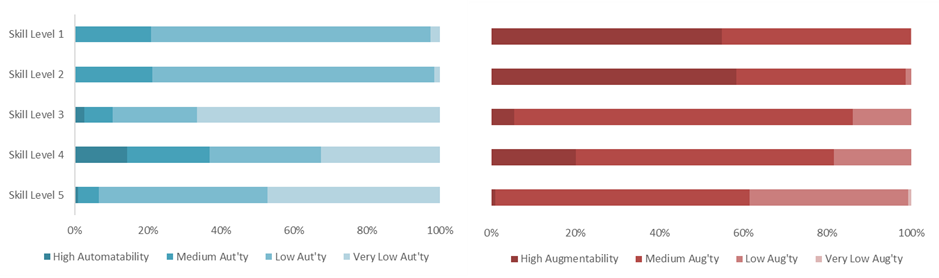 Skill Level 1
Skill Level 2
Skill Level 3
Skill Level 4
Skill Level 5
0% 20% 40% 60% 80% 100%
High Automatability Medium Aut'ty Low Aut'ty Very Low Aut'ty
0% 20% 40% 60% 80% 100%
High Augmentability Medium Aug'ty Low Aug'ty Very Low Aug'ty